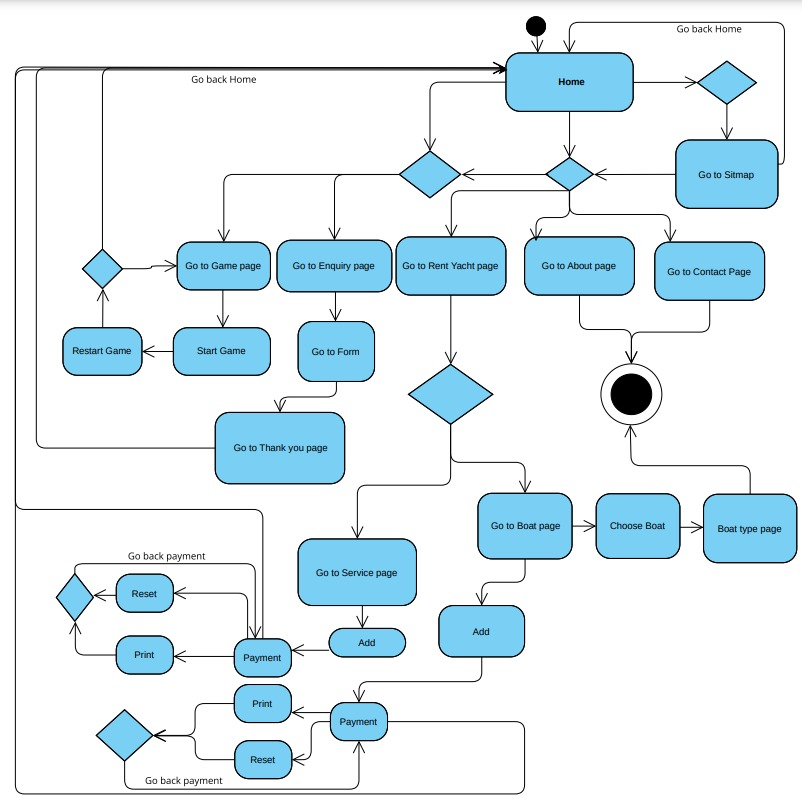 Go back Home
Go back Home
Home
Go to Sitmap
Go to Game page
Go to Enquiry page
Go to Rent Yacht page
Go to About page
Go to Contact Page
Restart Game
Start Game
Go to Form
Go to Thank you page
Go to Boat page
Choose Boat
Boat type page
Go back payment
Go to Service page
Reset
Add
Add
Print
Payment
Print
Payment
Reset
Go back payment